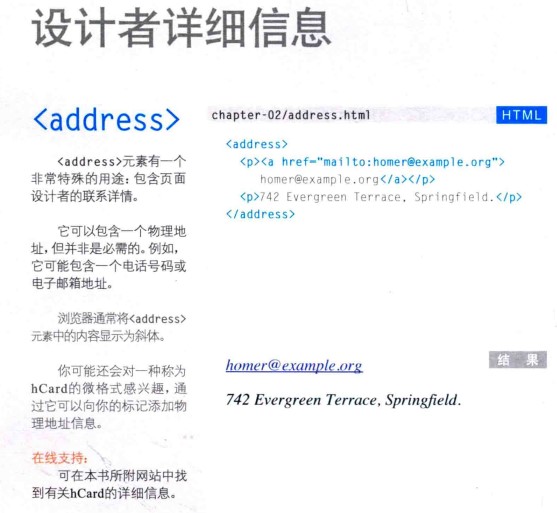 设计者详细信息
<address>
<address>元素有一个
非常特殊的用途：包含页面
设计者的联系详情。
它可以包含一个物理地
址，但并非是必需的。例如，
它可能包含一个电话号码或
电子邮箱地址。
浏览器通常将<address>
元素中的内容显示为斜体。
你可能还会对一种称为
hCard的微格式感兴趣，通
过它可以向你的标记添加物
理地址信息。
在线支持：
可在本书所附网站中找
到有关hCard的详细信息。
chapter-02/address.html
HTML
<address>
<p><a href="mailto:homer@example.org">
homer@example.org</a></p>
<p>742 Evergreen Terrace, Springfield.</p>
</address>
结 果
homer@example.org
742 Evergreen Terrace, Springfield.